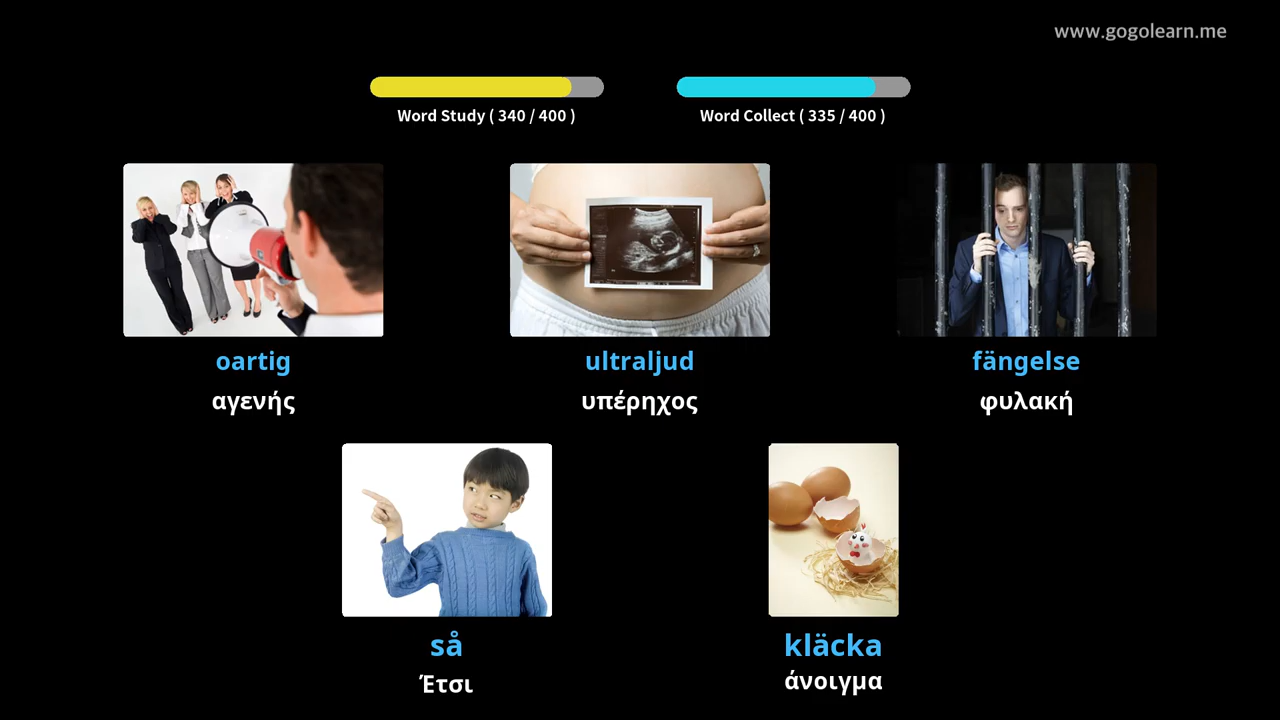 www.gogolearn.me
Word Study ( 340 / 400 )
Word Collect ( 335 / 400 )
oartig
ultraljud
fängelse
αγενής
υπέρηχος
φυλακή
så
kläcka
Έτσι
άνοιγμα